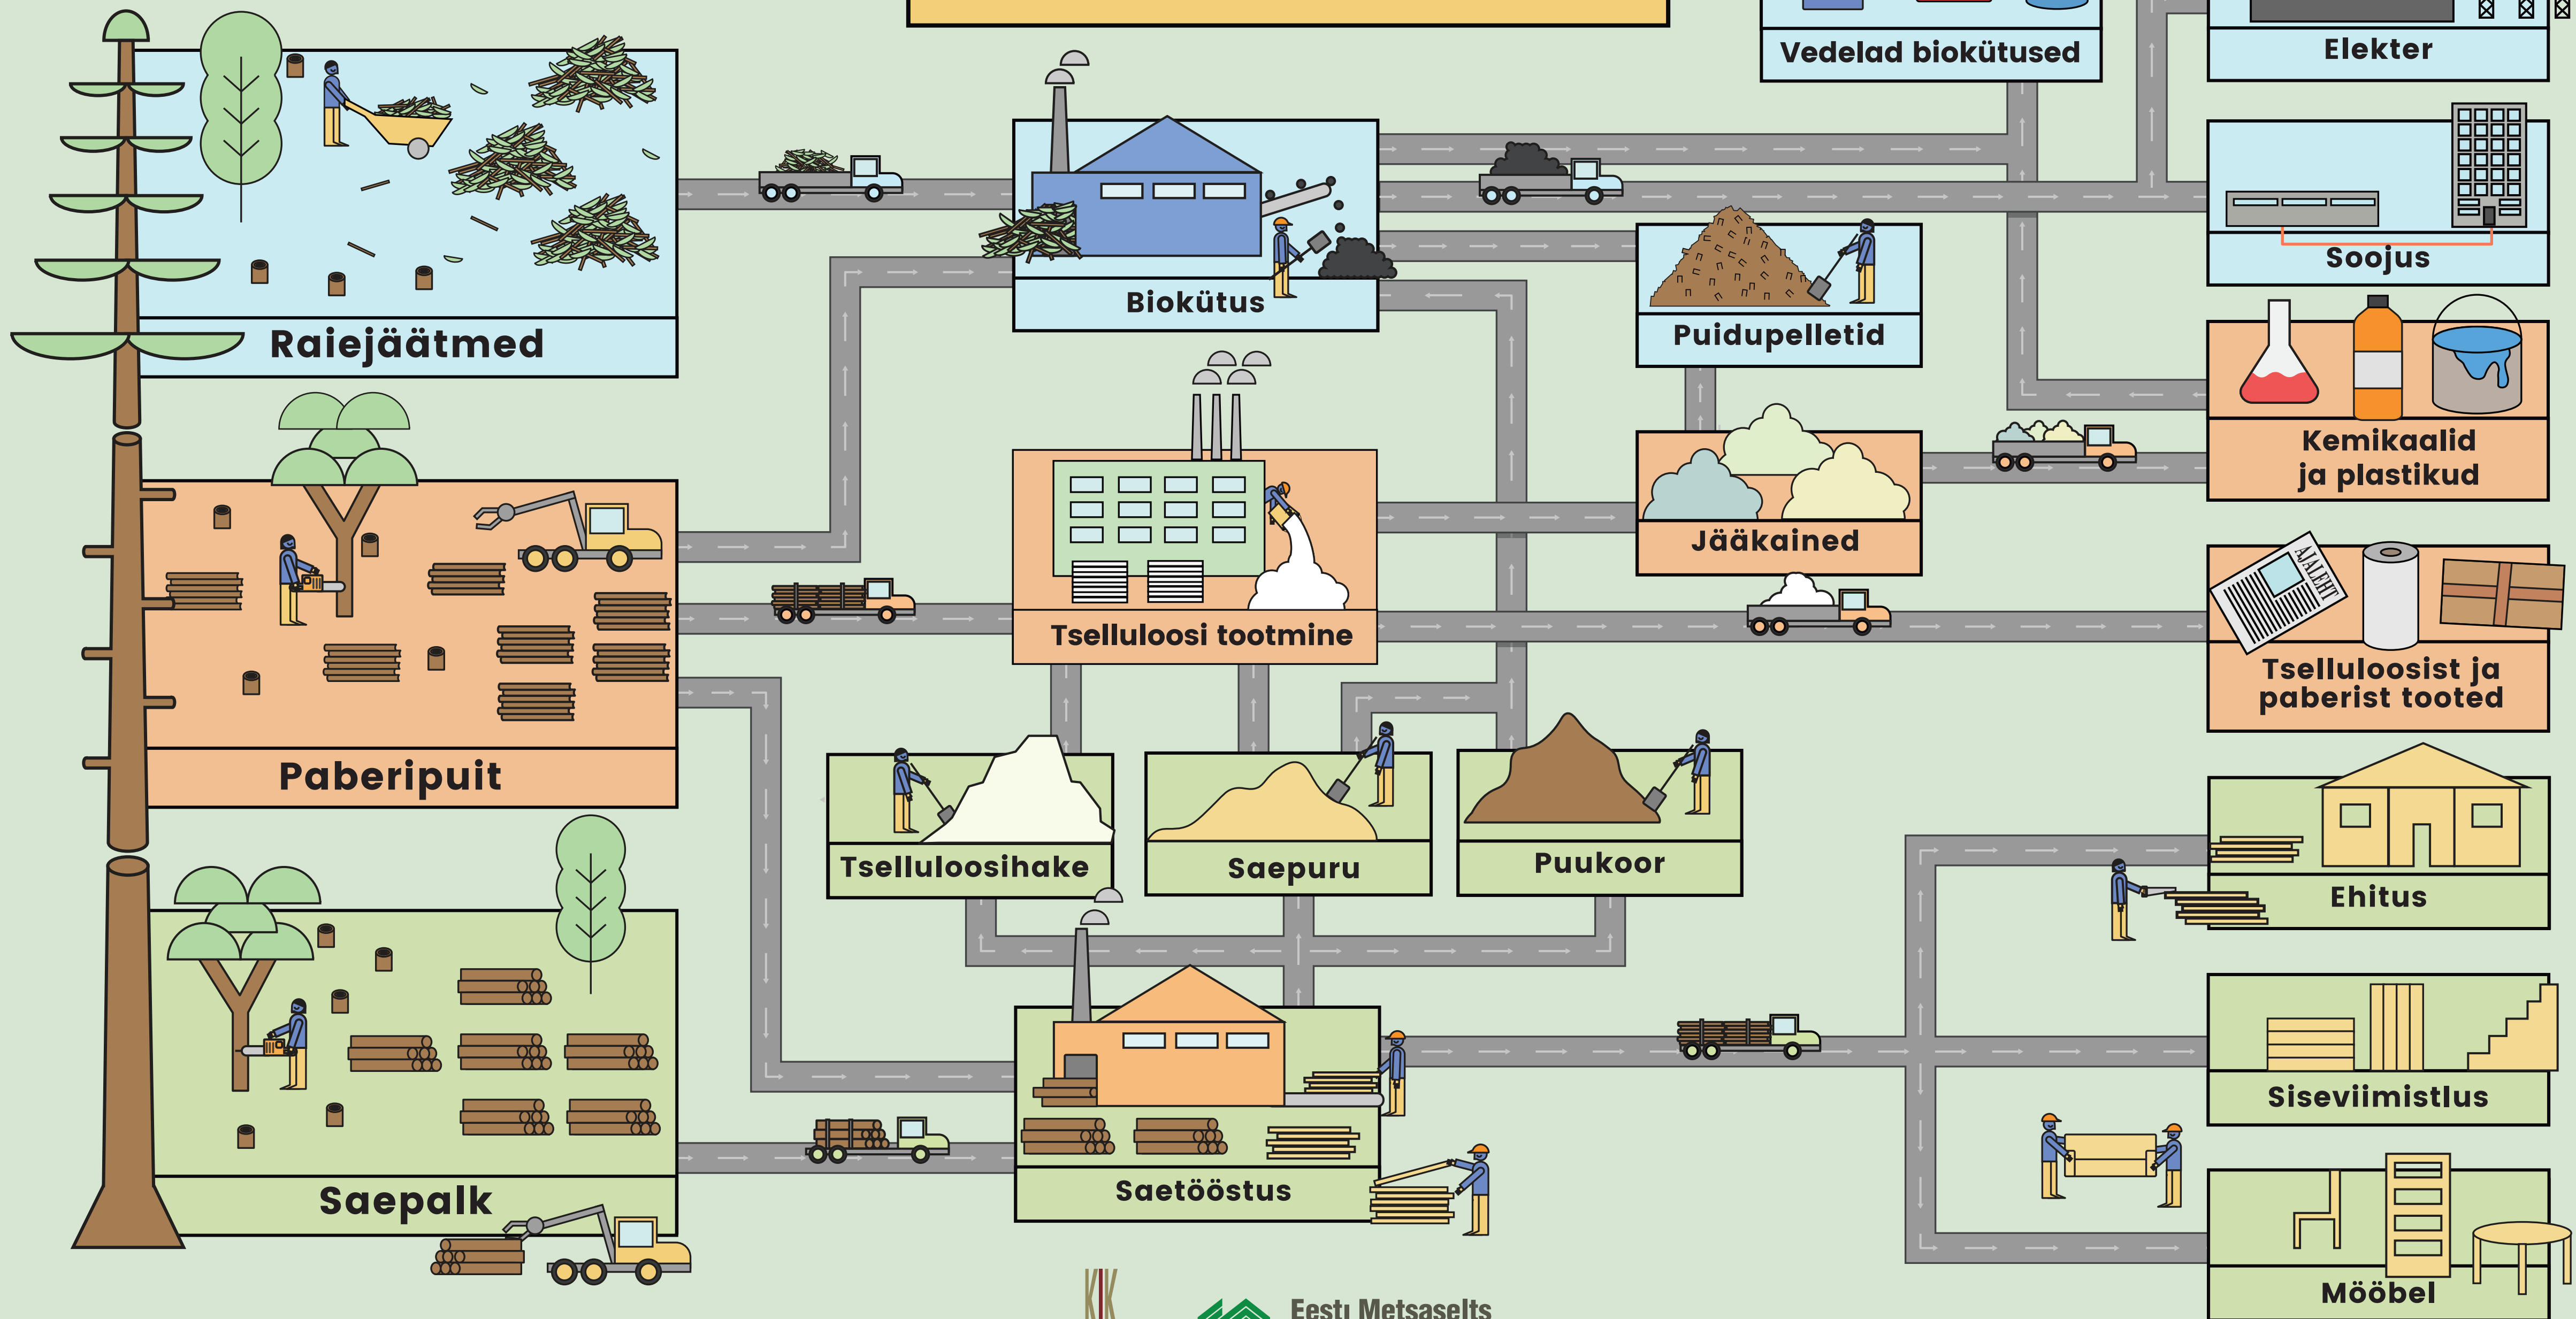 Vedelad biokütused
Elekter
Soojus
Raiejäätmed
Biokütus
Puidupelletid
Kemikaalid
ja plastikud
Jääkained
AJALEHT
Tselluloosi tootmine
Tselluloosist ja
paberist tooted
Paberipuit
Tselluloosihake
Saepuru
Puukoor
Ehitus
Siseviimistlus
Saepalk
Saetööstus
Mööbel
KK
Eesti Metsaselts